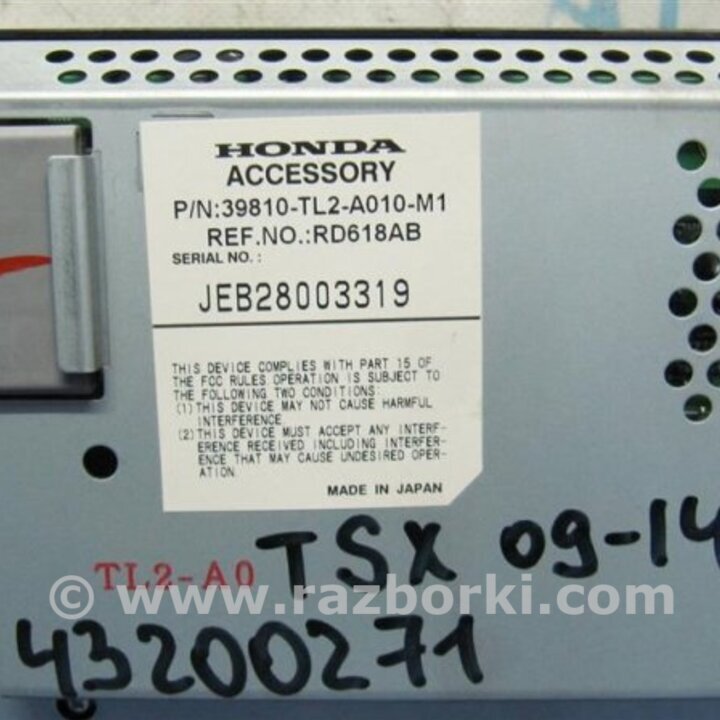 HONDA
ACCESSORY
P/N:39810-TL2-A010-M1
REF.NO.:RD618AB
SERIAL NO. :
JEB28003319
THIS DEVICE COMPLIES WITH PART 15 OF
THE FCC RULES.OPERATION IS SUBJECT TO
THE FOLLOWING TWO CONDITIONS:
(1)THIS DEVICE MAY NOT CAUSE HARMFUL
INTERFERENCE.
(2)THIS DEVICE MUST ACCEPT ANY INTERF-
ERENCE RECEIVED INCLUDING INTERFER-
ENCE THAT MAY CAUSE UNDESIRED OPER-
ATION.
MADE IN JAPAN
TSX 09-14
TL2-A0
© www.razborki.com
43200271